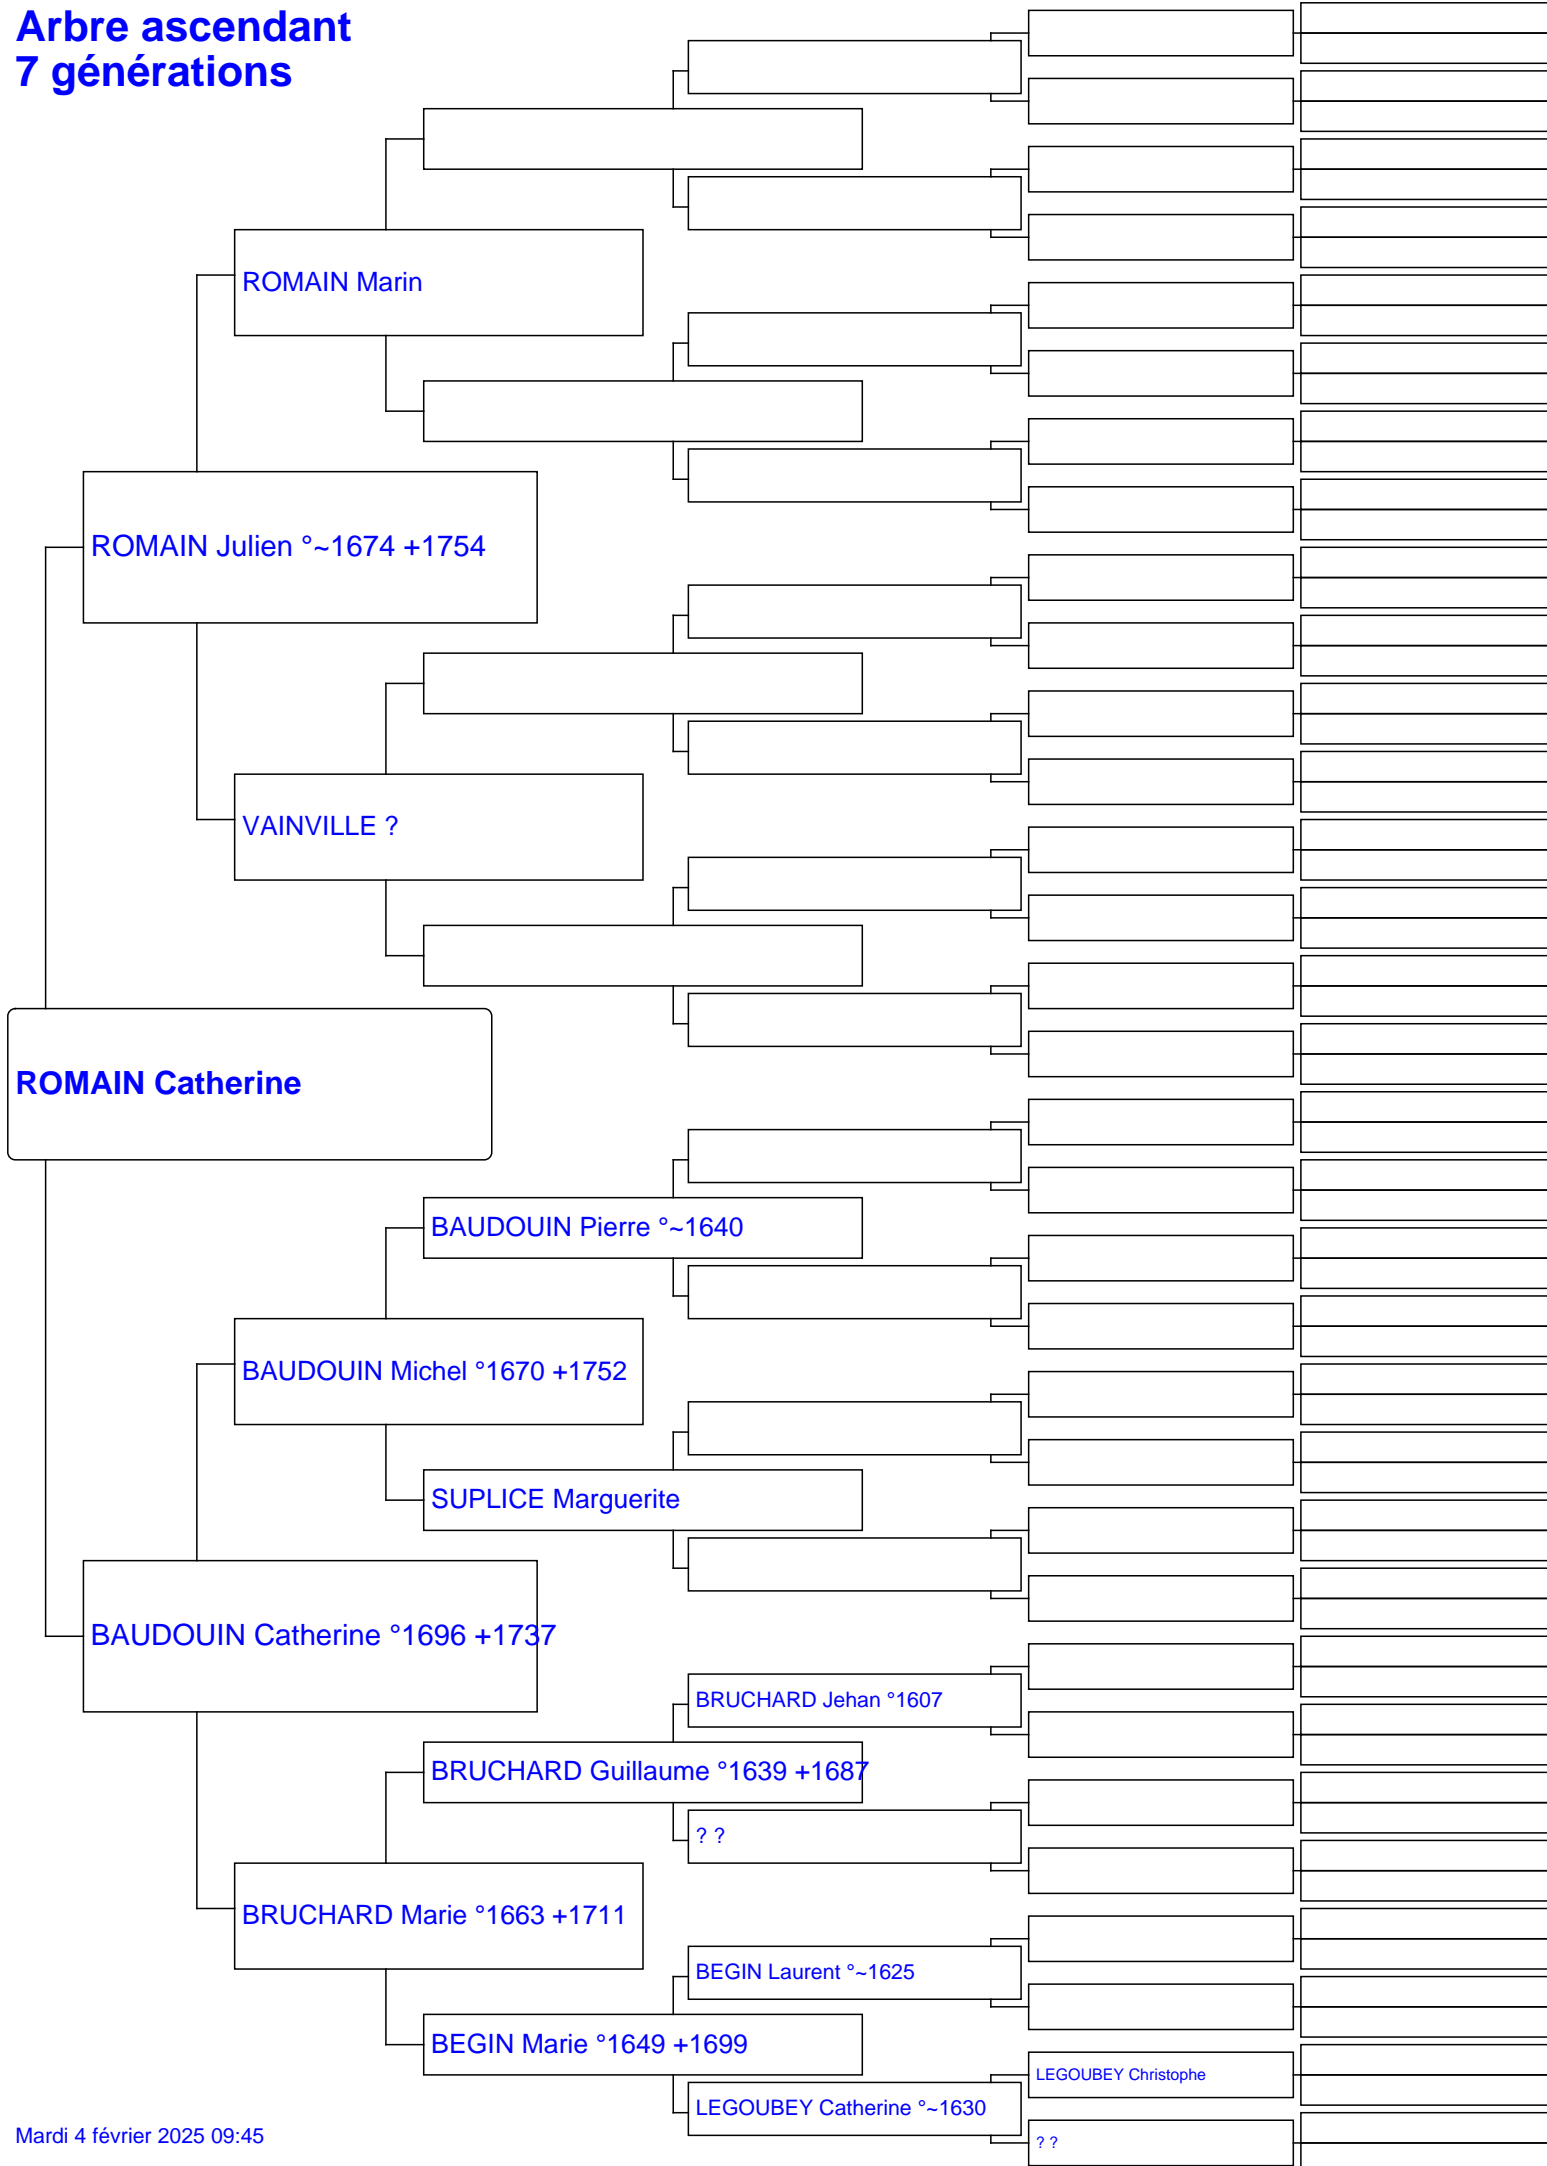 Arbre ascendant
7 générations
ROMAIN Marin
ROMAIN Julien °~1674 +1754
VAINVILLE ?
ROMAIN Catherine
BAUDOUIN Pierre °~1640
BAUDOUIN Michel °1670 +1752
SUPLICE Marguerite
BAUDOUIN Catherine °1696 +1737
BRUCHARD Jehan °1607
BRUCHARD Guillaume °1639 +1687
? ?
BRUCHARD Marie °1663 +1711
BEGIN Laurent °~1625
BEGIN Marie °1649 +1699
LEGOUBEY Christophe
LEGOUBEY Catherine °~1630
? ?
Mardi 4 février 2025 09:45